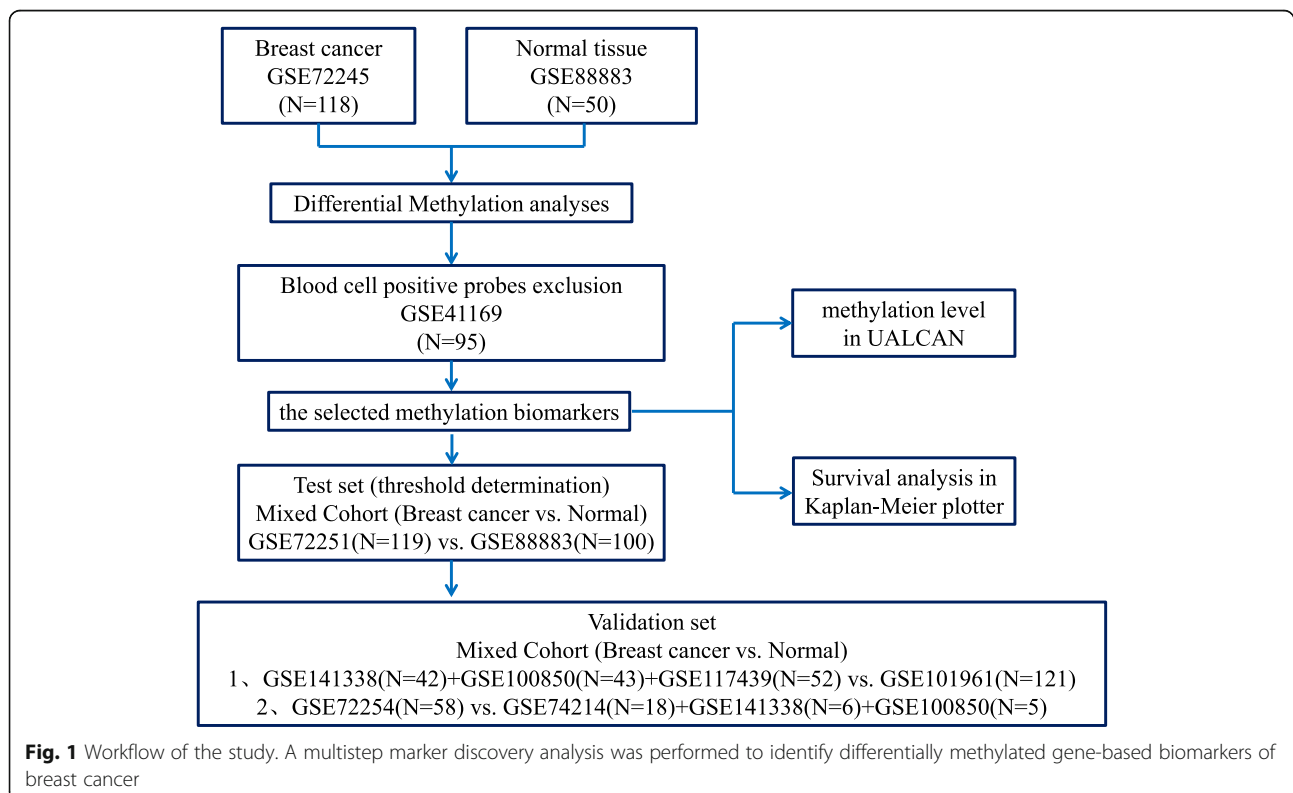 Breast cancer
GSE72245
(N=118)
Normal tissue
GSE88883
(N=50)
Differential Methylation analyses
Blood cell positive probes exclusion
GSE41169
(N=95)
methylation level
in UALCAN
the selected methylation biomarkers
Survival analysis in
Kaplan-Meier plotter
Test set (threshold determination)
Mixed Cohort (Breast cancer vs. Normal)
GSE72251(N=119) vs. GSE88883(N=100)
Validation set
Mixed Cohort (Breast cancer vs. Normal)
1、GSE141338(N=42)+GSE100850(N=43)+GSE117439(N=52) vs. GSE101961(N=121)
2、GSE72254(N=58) vs. GSE74214(N=18)+GSE141338(N=6)+GSE100850(N=5)
Fig. 1 Workflow of the study. A multistep marker discovery analysis was performed to identify differentially methylated gene-based biomarkers of
breast cancer